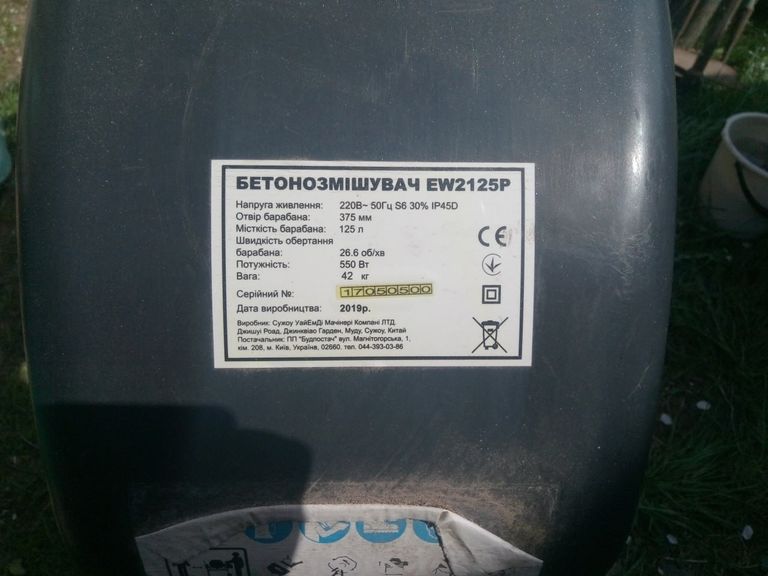 БЕТОНОЗМІШУВАЧ EW2125P
Напруга живлення: 220В~ 50Гц S6 30% IP45D
Отвір барабана: 375 мм
Місткість барабана: 125 л
Швидкість обертання
барабана: 26.6 об/хв
Потужність: 550 Вт
Вага: 42 кг
Серійний №: 17050500
Дата виробництва: 2019р.
Виробник: Сужоу УайЕмДі Мачінері Компані ЛТД
Джишуі Роад, Джинквіао Гарден, Муду, Сужоу, Китай
Постачальник: ПП "Будпостач" вул. Магнітогорська, 1,
кім. 208, м. Київ, Україна, 02660. тел. 044-393-03-86
CE